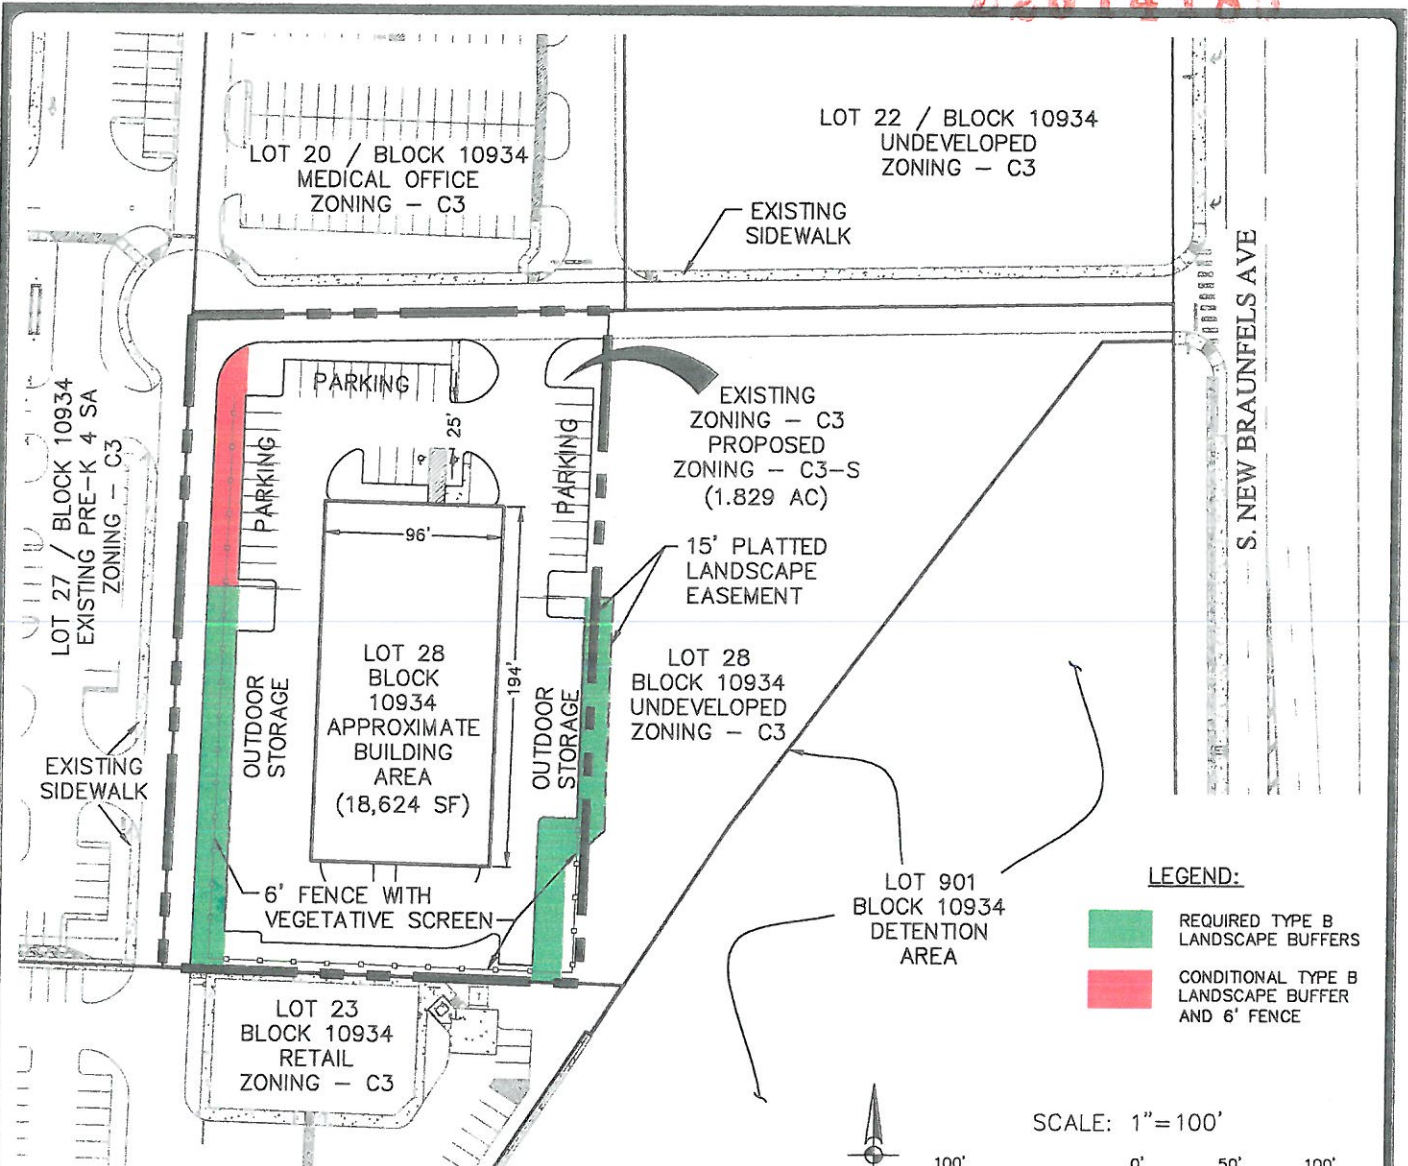 LOT 20 / BLOCK 10934
MEDICAL OFFICE
ZONING - C3
LOT 22 / BLOCK 10934
UNDEVELOPED
ZONING - C3
EXISTING
SIDEWALK
S. NEW BRAUNFELS AVE
LOT 27 / BLOCK 10934
EXISTING PRE-K 4 SA
ZONING - C3
PARKING
PARKING
PARKING
25'
EXISTING
ZONING - C3
PROPOSED
ZONING - C3-S
(1.829 AC)
96'
194'
15' PLATTED
LANDSCAPE
EASEMENT
LOT 28
BLOCK
10934
APPROXIMATE
BUILDING
AREA
(18,624 SF)
OUTDOOR
STORAGE
OUTDOOR
STORAGE
LOT 28
BLOCK 10934
UNDEVELOPED
ZONING - C3
EXISTING
SIDEWALK
6' FENCE WITH
VEGETATIVE SCREEN
LOT 901
BLOCK 10934
DETENTION
AREA
LEGEND:
REQUIRED TYPE B
LANDSCAPE BUFFERS
CONDITIONAL TYPE B
LANDSCAPE BUFFER
AND 6' FENCE
LOT 23
BLOCK 10934
RETAIL
ZONING - C3
SCALE: 1"=100'
100' 0' 50' 100'